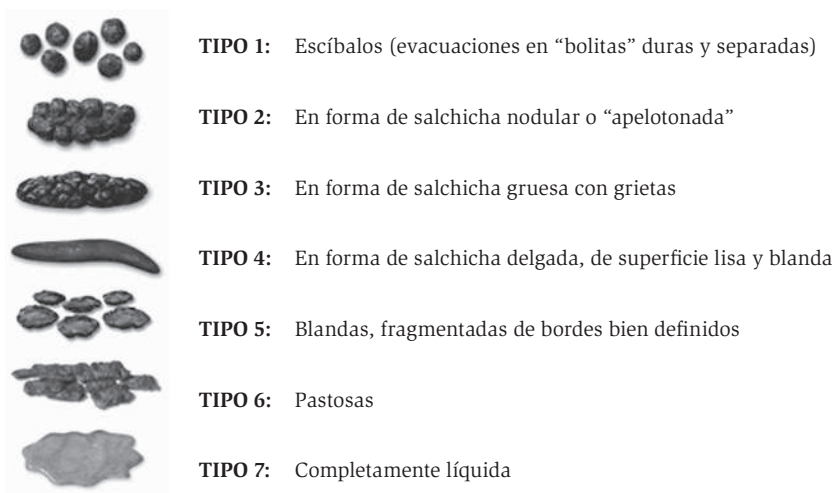 TIPO 1: Escíbalos (evacuaciones en “bolitas” duras y separadas)
TIPO 2: En forma de salchicha nodular o “apelotonada”
TIPO 3: En forma de salchicha gruesa con grietas
TIPO 4: En forma de salchicha delgada, de superficie lisa y blanda
TIPO 5: Blandas, fragmentadas de bordes bien definidos
TIPO 6: Pastosas
TIPO 7: Completamente líquida